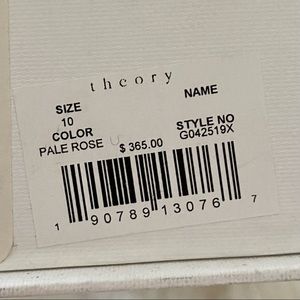 theory
SIZE NAME
10
COLOR STYLE NO
PALE ROSE $ 365.00 G042519X
1 90789 13076 7